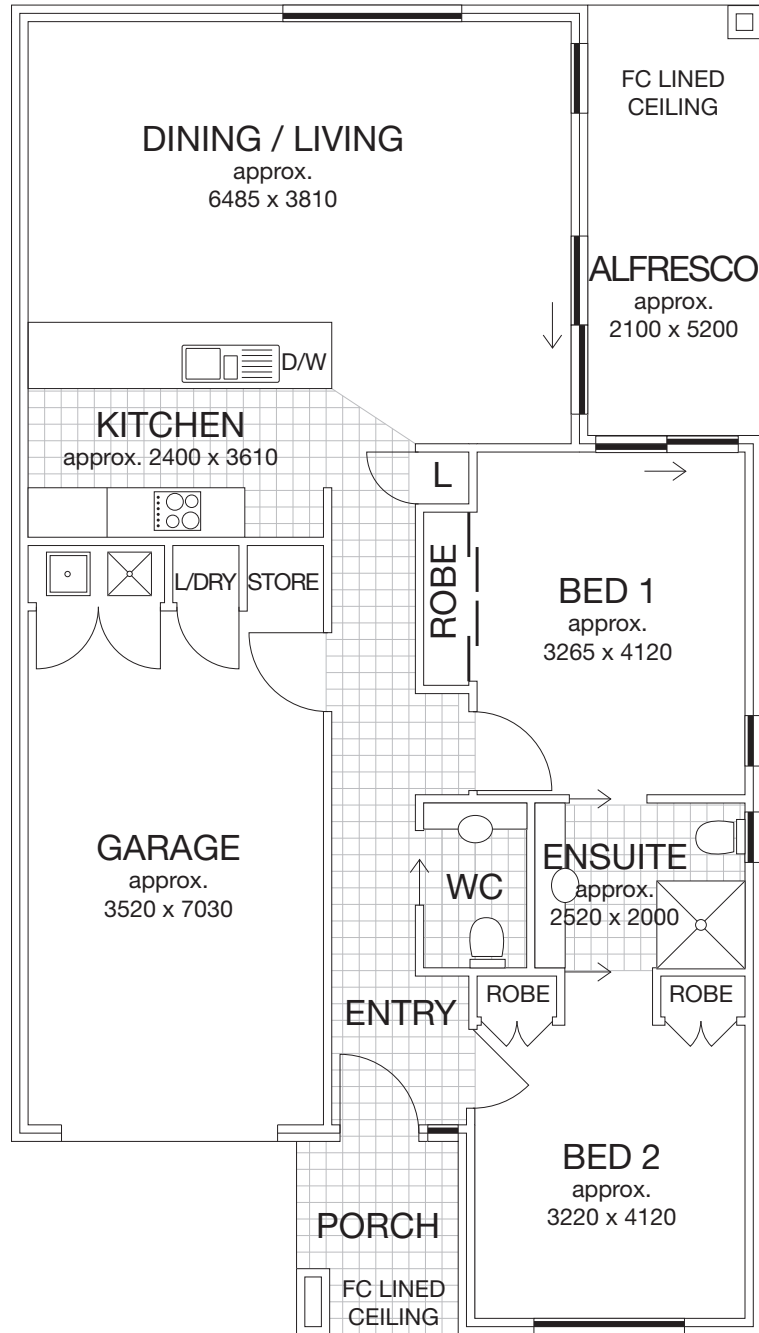 FC LINED
CEILING
DINING / LIVING
approx.
6485 x 3810
ALFRESCO
approx.
2100 x 5200
D/W
KITCHEN
approx. 2400 x 3610
L
L/DRY
STORE
ROBE
BED 1
approx.
3265 x 4120
GARAGE
approx.
3520 x 7030
WC
ENSUITE
approx.
2520 x 2000
ENTRY
ROBE
ROBE
BED 2
approx.
3220 x 4120
PORCH
FC LINED
CEILING